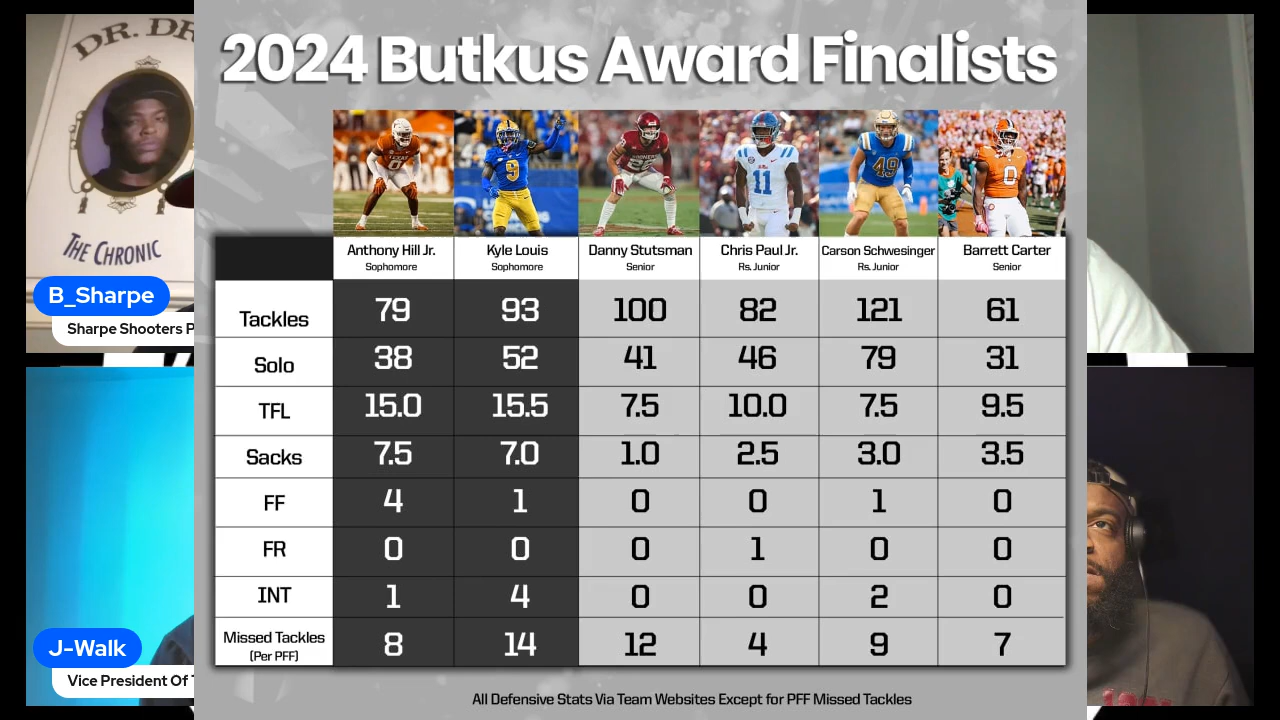 2024 Butkus Award Finalists
DR. DR
THE CHRONIC
B_Sharpe
Sharpe Shooters P
J-Walk
Vice President Of T
Anthony Hill Jr. Kyle Louis Danny Stutsman Chris Paul Jr. Carson Schwesinger Barrett Carter
Sophomore Sophomore Senior Rs. Junior Rs. Junior Senior
Tackles 79 93 100 82 121 61
Solo 38 52 41 46 79 31
TFL 15.0 15.5 7.5 10.0 7.5 9.5
Sacks 7.5 7.0 1.0 2.5 3.0 3.5
FF 4 1 0 0 1 0
FR 0 0 0 1 0 0
INT 1 4 0 0 2 0
Missed Tackles 8 14 12 4 9 7
(Per PFF)
All Defensive Stats Via Team Websites Except for PFF Missed Tackles